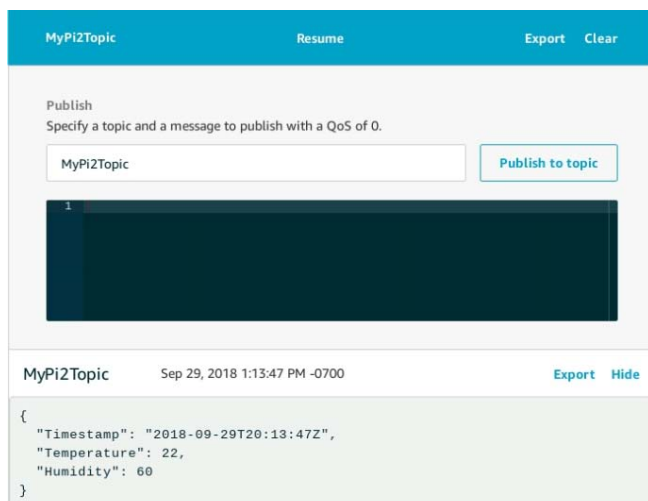 MyPi2Topic Resume Export Clear
Publish
Specify a topic and a message to publish with a QoS of 0.
MyPi2Topic Publish to topic
1
MyPi2Topic Sep 29, 2018 1:13:47 PM -0700 Export Hide
{
"Timestamp": "2018-09-29T20:13:47Z",
"Temperature": 22,
"Humidity": 60
}